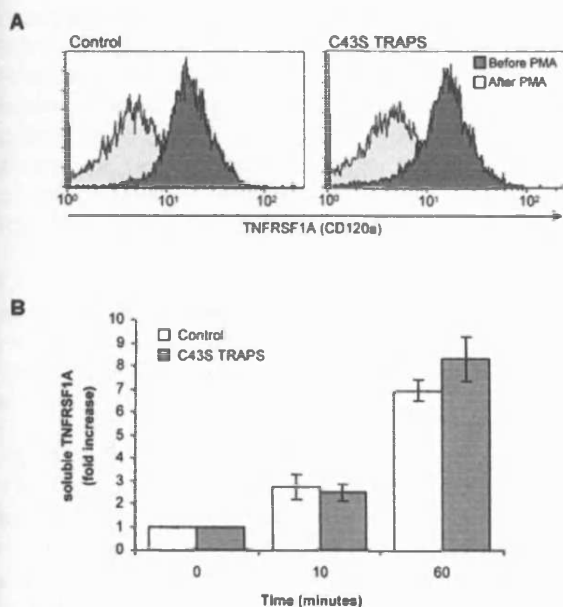 A
Control
C43S TRAPS
Before PMA
After PMA
10⁰ 10¹ 10² 10⁰ 10¹ 10²
TNFRSF1A (CD120a)
B
Control
C43S TRAPS
soluble TNFRSF1A
(fold increase)
10
9
8
7
6
5
4
3
2
1
0
0 10 60
Time (minutes)